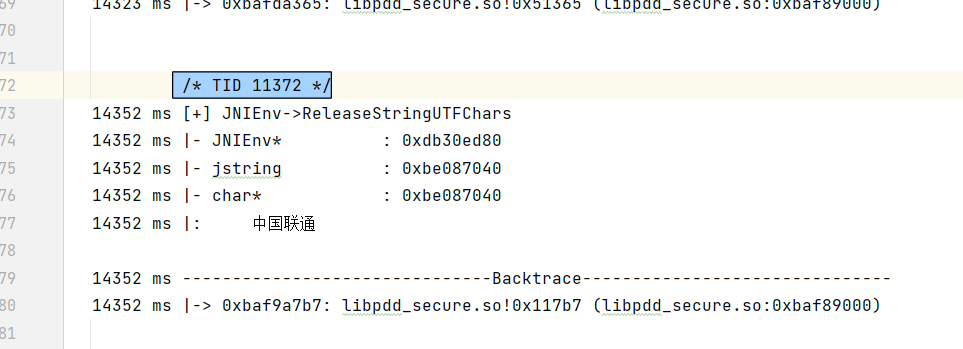 69 14323 ms |-> 0xbafda365: libpdd_secure.so!0x51365 (libpdd_secure.so:0xbaf89000)
70
71
72 /* TID 11372 */
73 14352 ms [+] JNIEnv->ReleaseStringUTFChars
74 14352 ms |- JNIEnv* : 0xdb30ed80
75 14352 ms |- jstring : 0xbe087040
76 14352 ms |- char* : 0xbe087040
77 14352 ms |: 中国联通
78
79 14352 ms -------------------------------Backtrace-------------------------------
80 14352 ms |-> 0xbaf9a7b7: libpdd_secure.so!0x117b7 (libpdd_secure.so:0xbaf89000)
81